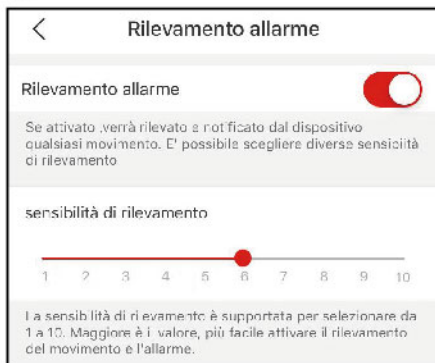 Rilevamento allarme
Rilevamento allarme
Se attivato ,verrà rilevato e notificato dal dispositivo
qualsiasi movimento. E' possibile scegliere diverse sensibilità
di rilevamento
sensibilità di rilevamento
1 2 3 4 5 6 7 8 9 10
La sensibilità di rilevamento è supportata per selezionare da
1 a 10. Maggiore è il valore, più facile attivare il rilevamento
del movimento e l'allarme.